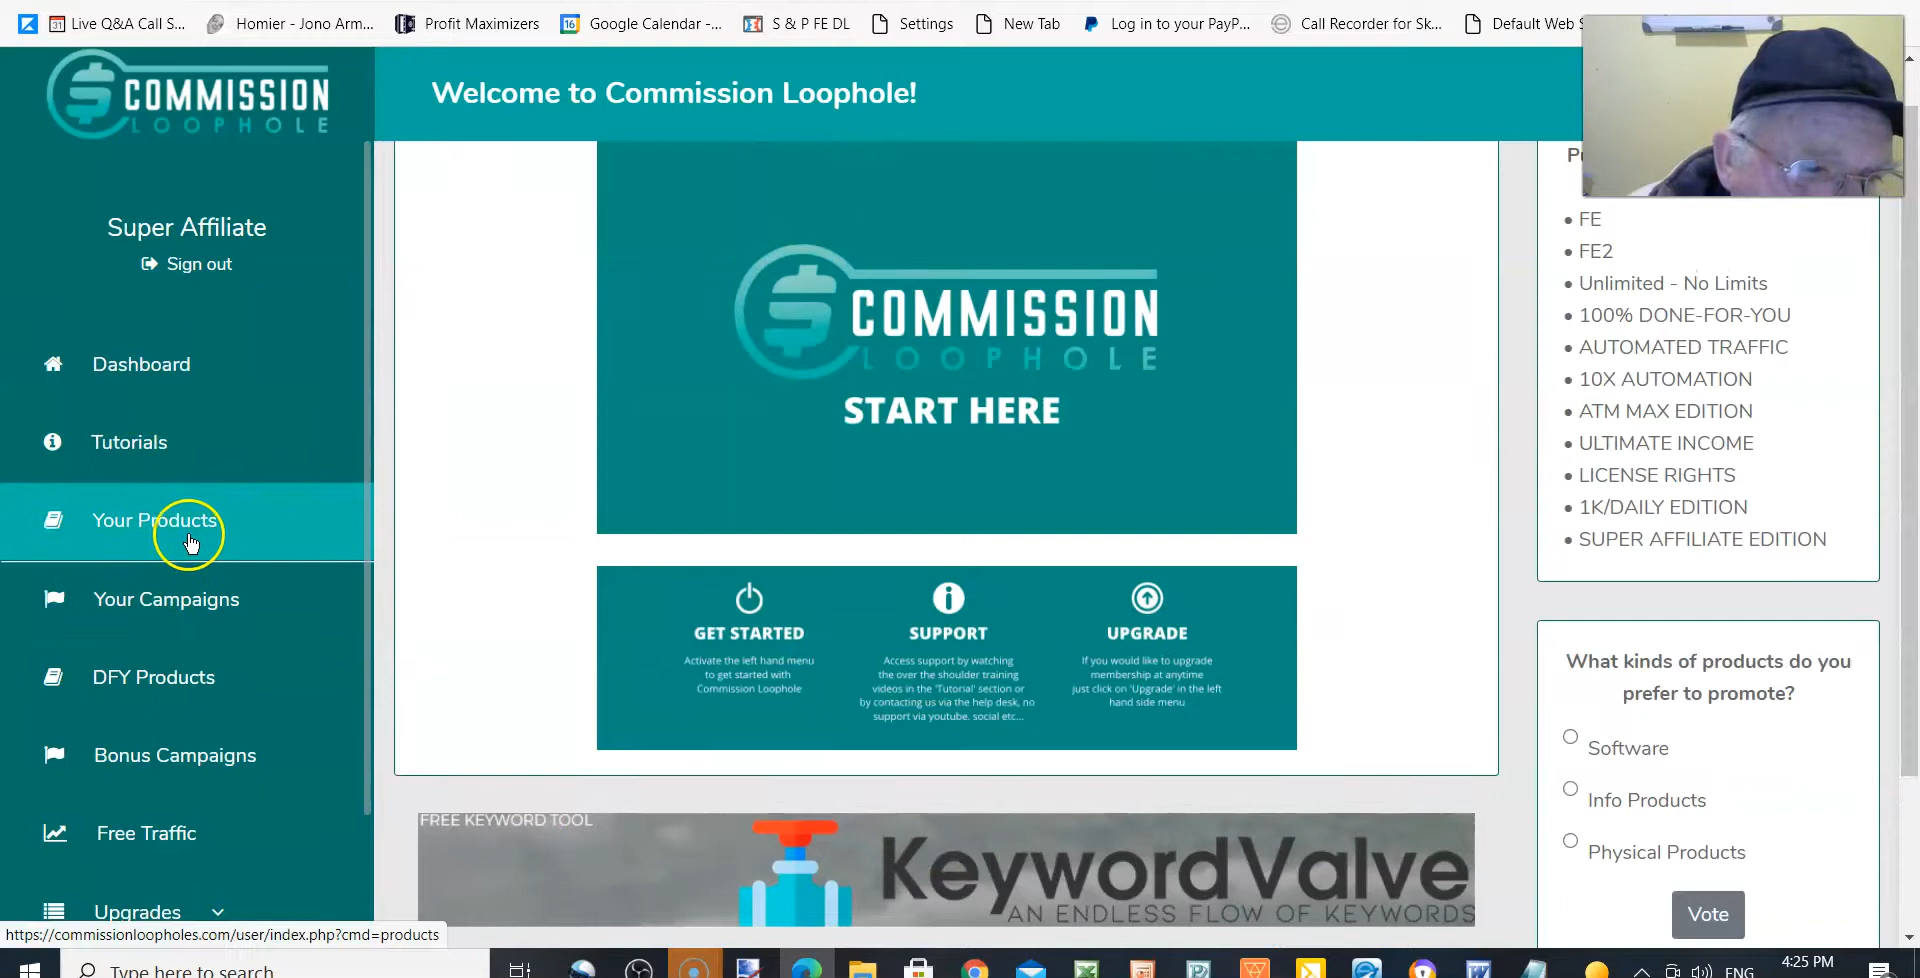 Live Q&A Call S... Homier - Jono Arm... Profit Maximizers Google Calendar -... S & P FE DL Settings New Tab Log in to your PayP... Call Recorder for Sk... Default Web S
COMMISSION
LOOPHOLE
Welcome to Commission Loophole!
Super Affiliate
Sign out
Dashboard
Tutorials
Your Products
Your Campaigns
DFY Products
Bonus Campaigns
Free Traffic
Upgrades
https://commissionloopholes.com/user/index.php?cmd=products
COMMISSION
LOOPHOLE
START HERE
GET STARTED
Activate the left hand menu
to get started with
Commission Loophole
SUPPORT
Access support by watching
the over the shoulder training
videos in the 'Tutorial' section or
by contacting us via the help desk, no
support via youtube. social etc...
UPGRADE
If you would like to upgrade
membership at anytime
just click on 'Upgrade' in the left
hand side menu
FREE KEYWORD TOOL
KeywordValve
AN ENDLESS FLOW OF KEYWORDS
• FE
• FE2
• Unlimited - No Limits
• 100% DONE-FOR-YOU
• AUTOMATED TRAFFIC
• 10X AUTOMATION
• ATM MAX EDITION
• ULTIMATE INCOME
• LICENSE RIGHTS
• 1K/DAILY EDITION
• SUPER AFFILIATE EDITION
What kinds of products do you
prefer to promote?
Software
Info Products
Physical Products
Vote
Type here to search
ENG
4:25 PM